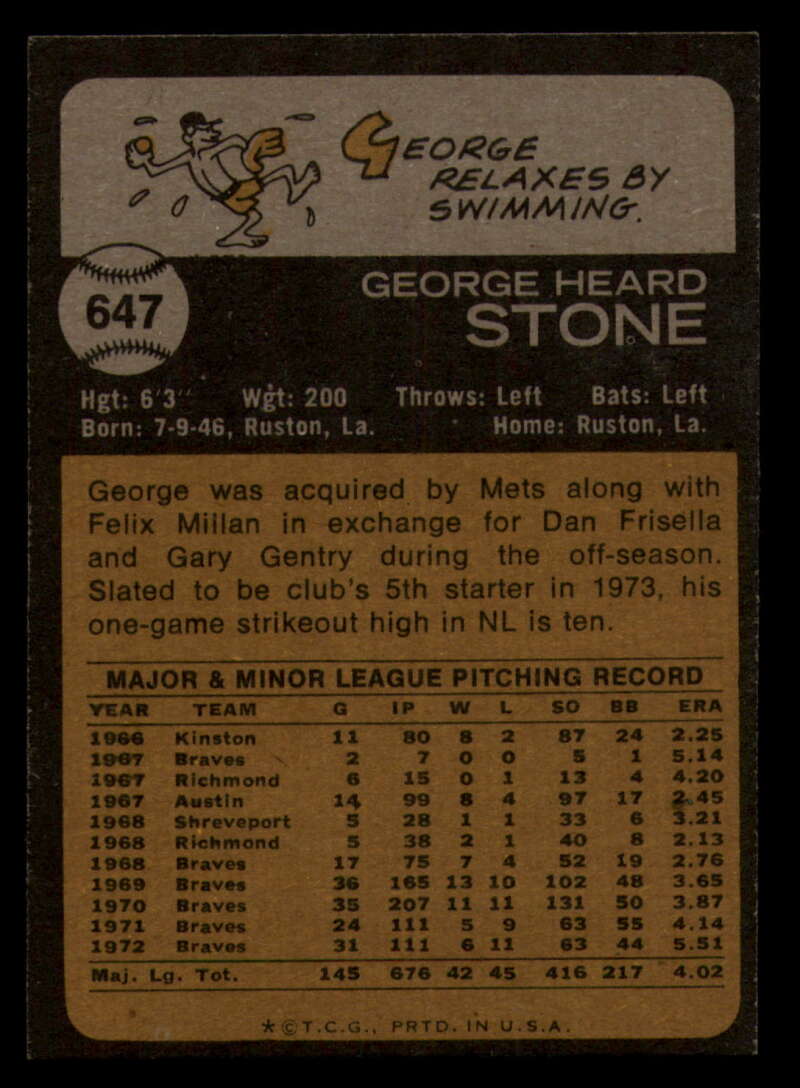 GEORGE
RELAXES BY
SWIMMING.
647
GEORGE HEARD
STONE
Hgt: 6'3" Wgt: 200 Throws: Left Bats: Left
Born: 7-9-46, Ruston, La. Home: Ruston, La.
George was acquired by Mets along with
Felix Millan in exchange for Dan Frisella
and Gary Gentry during the off-season.
Slated to be club's 5th starter in 1973, his
one-game strikeout high in NL is ten.
MAJOR & MINOR LEAGUE PITCHING RECORD
YEAR TEAM G IP W L SO BB ERA
1966 Kinston 11 80 8 2 87 24 2.25
1967 Braves 2 7 0 0 5 1 5.14
1967 Richmond 6 15 0 1 13 4 4.20
1967 Austin 14 99 8 4 97 17 2.45
1968 Shreveport 5 28 1 1 33 6 3.21
1968 Richmond 5 38 2 1 40 8 2.13
1968 Braves 17 75 7 4 52 19 2.76
1969 Braves 36 165 13 10 102 48 3.65
1970 Braves 35 207 11 11 131 50 3.87
1971 Braves 24 111 5 9 63 55 4.14
1972 Braves 31 111 6 11 63 44 5.51
Maj. Lg. Tot. 145 676 42 45 416 217 4.02
*©T.C.G., PRTD. IN U.S.A.